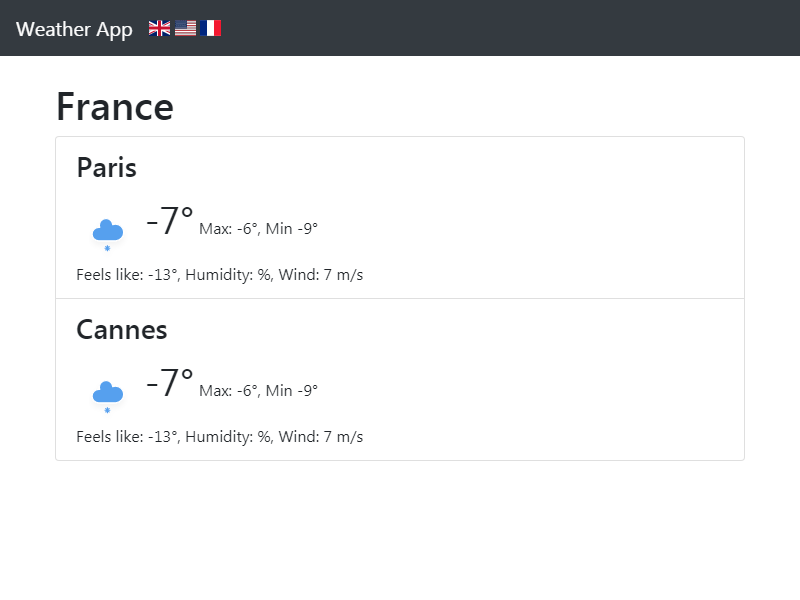 Weather App
France
Paris
-7° Max: -6°, Min -9°
Feels like: -13°, Humidity: %, Wind: 7 m/s
Cannes
-7° Max: -6°, Min -9°
Feels like: -13°, Humidity: %, Wind: 7 m/s